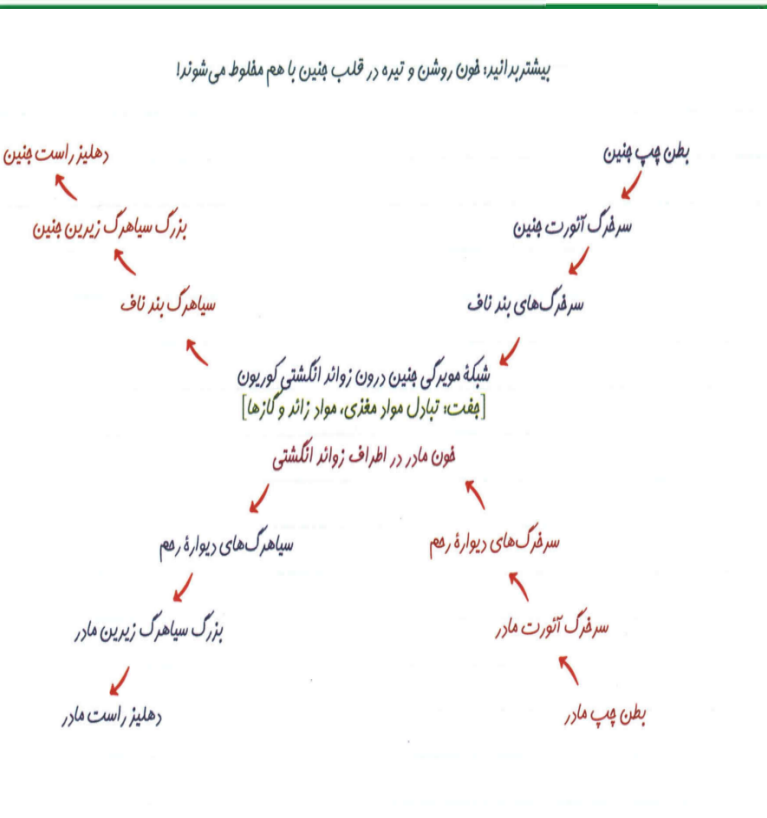 بیشتر بدانید: خون روشن و تیره در قلب جنین با هم مخلوط می‌شوند!
بطن چپ جنین
دهلیز راست جنین
سرخرگ آئورت جنین
بزرگ سیاهرگ زیرین جنین
سرخرگ‌های بند ناف
سیاهرگ بند ناف
شبکهٔ مویرگی جنین درون زوائد انگشتی کوریون
[جفت: تبادل مواد مغذی، مواد زائد و گازها]
خون مادر در اطراف زوائد انگشتی
سرخرگ‌های دیوارهٔ رحم
سیاهرگ‌های دیوارهٔ رحم
سرخرگ آئورت مادر
بزرگ سیاهرگ زیرین مادر
بطن چپ مادر
دهلیز راست مادر